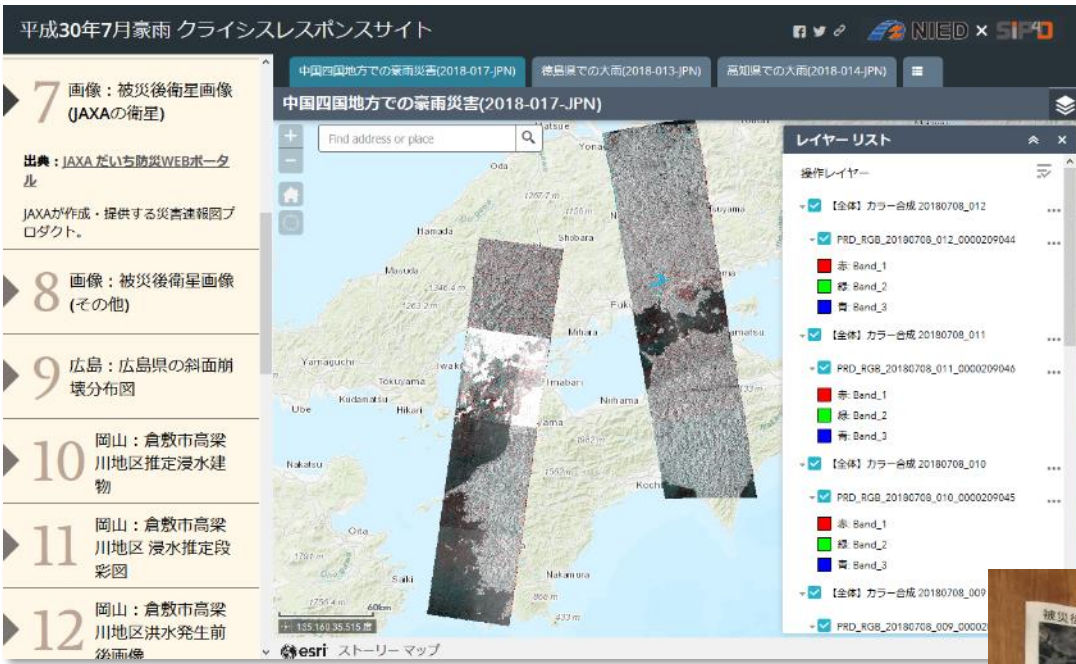 平成30年7月豪雨 クライシスレスポンスサイト
NIED × SIP4D
7
画像：被災後衛星画像
(JAXAの衛星)
出典：JAXA だいち防災WEBポータ
ル
JAXAが作成・提供する災害速報図プ
ロダクト。
8
画像：被災後衛星画像
(その他)
9
広島：広島県の斜面崩
壊分布図
10
岡山：倉敷市高梁
川地区推定浸水建
物
11
岡山：倉敷市高梁
川地区 浸水推定段
彩図
12
岡山：倉敷市高梁
川地区洪水発生前
後画像
中国四国地方での豪雨災害(2018-017-JPN)
徳島県での大雨(2018-013-JPN)
高知県での大雨(2018-014-JPN)
中国四国地方での豪雨災害(2018-017-JPN)
Find address or place
Oda
Hamada
Shobara
Masuda
Mihara
Yamaguchi
Iwak
Tokuyama
Imabari
Ube
Kudamatsu
Hikari
Niihama
Nakatsu
Kochi
Oita
Saiki
Nakamura
60km
135.160 35.515 度
esri ストーリー マップ
レイヤー リスト
操作レイヤー
【全体】カラー合成 20180708_012
PRD_RGB_20180708_012_0000209044
赤: Band_1
緑: Band_2
青: Band_3
【全体】カラー合成 20180708_011
PRD_RGB_20180708_011_0000209046
赤: Band_1
緑: Band_2
青: Band_3
【全体】カラー合成 20180708_010
PRD_RGB_20180708_010_0000209045
赤: Band_1
緑: Band_2
青: Band_3
【全体】カラー合成 20180708_009
PRD_RGB_20180708_009_00002
被災後